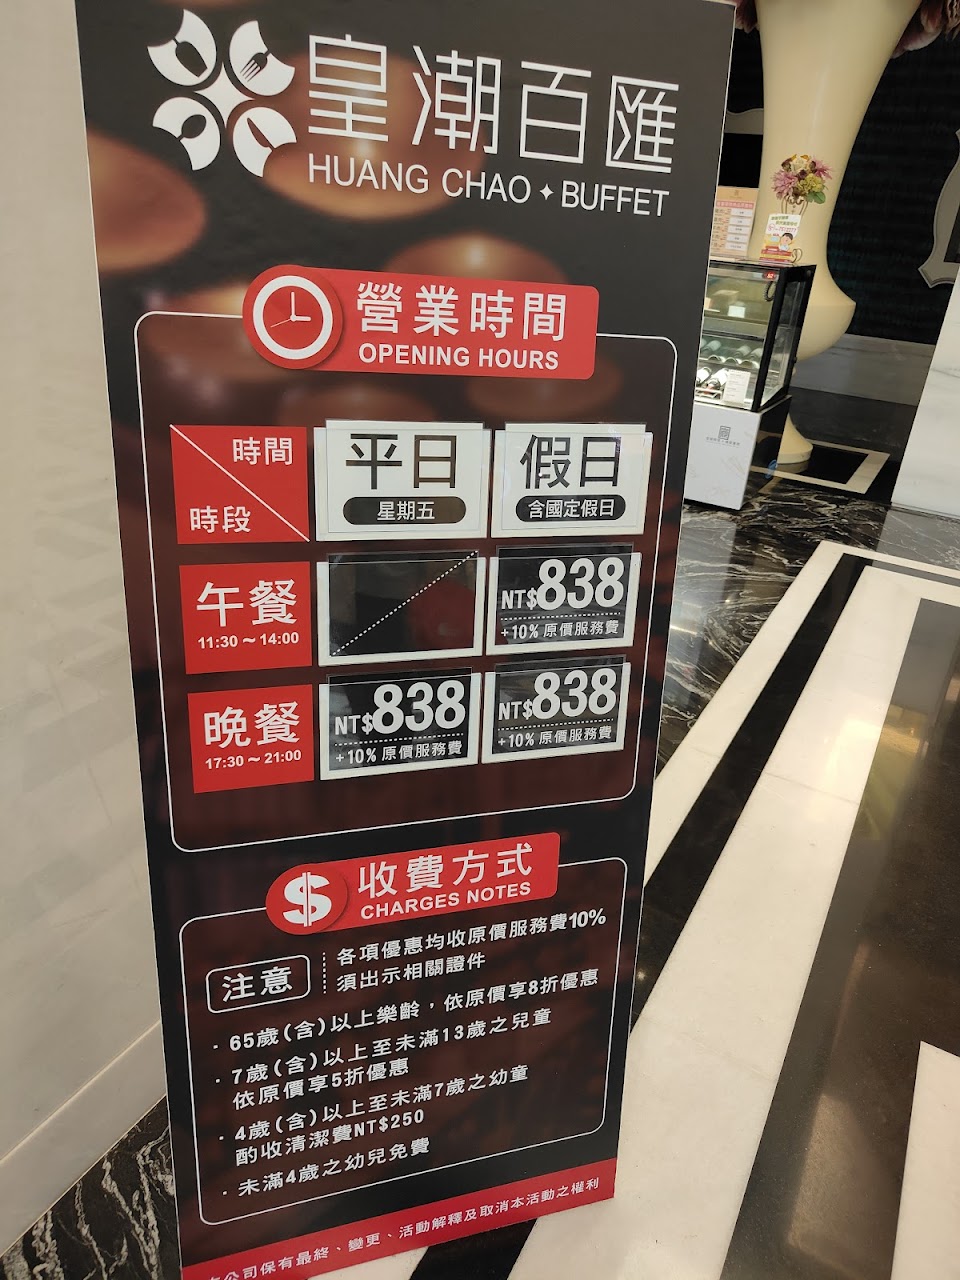 皇潮百匯
HUANG CHAO BUFFET
營業時間
OPENING HOURS
時間
時段
平日
星期五
假日
含國定假日
午餐
11:30～14:00
NT$838
+10% 原價服務費
晚餐
17:30～21:00
NT$838
+10% 原價服務費
NT$838
+10% 原價服務費
$
收費方式
CHARGES NOTES
注意
各項優惠均收原價服務費10%
須出示相關證件
· 65歲(含)以上樂齡，依原價享8折優惠
· 7歲(含)以上至未滿13歲之兒童
依原價享5折優惠
· 4歲(含)以上至未滿7歲之幼童
酌收清潔費NT$250
· 未滿4歲之幼兒免費
公司保有最終、變更、活動解釋及取消本活動之權利